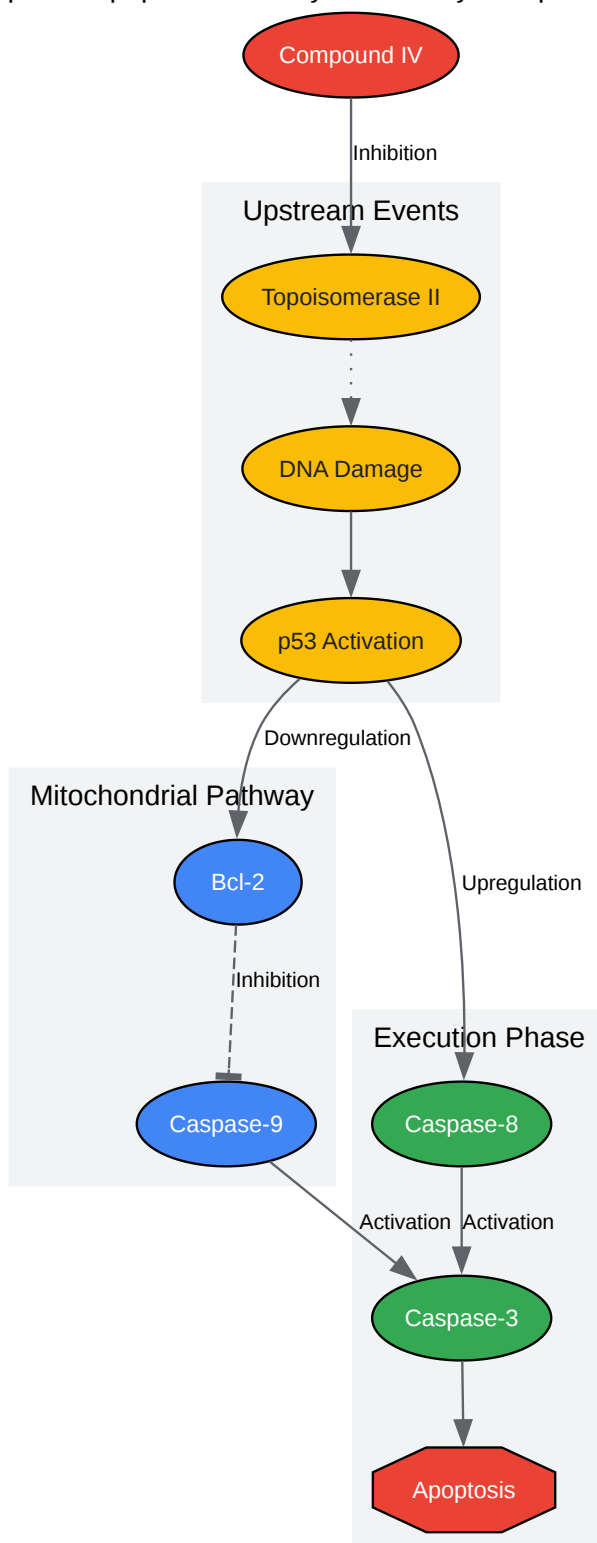 Compound IV
Inhibition
Upstream Events
Topoisomerase II
DNA Damage
p53 Activation
Downregulation
Mitochondrial Pathway
Bcl-2
Upregulation
Inhibition
Execution Phase
Caspase-9
Caspase-8
Activation
Activation
Caspase-3
Apoptosis